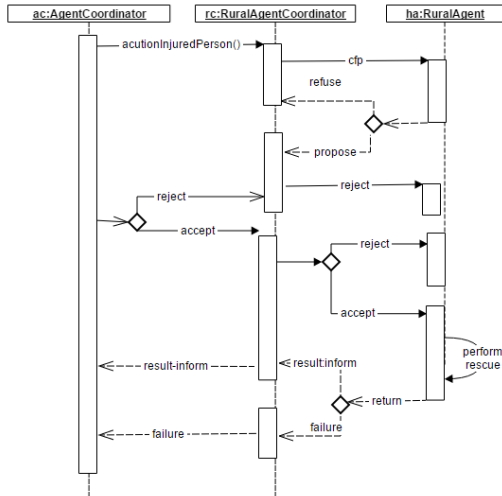 ac:AgentCoordinator
rc:RuralAgentCoordinator
ha:RuralAgent
acutionInjuredPerson()
cfp
refuse
propose
reject
reject
accept
reject
accept
perform
rescue
result-inform
result:inform
return
failure
failure